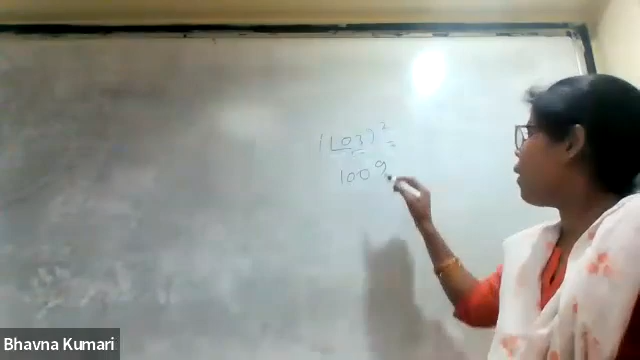 (103)²
=
1009
Bhavna Kumari